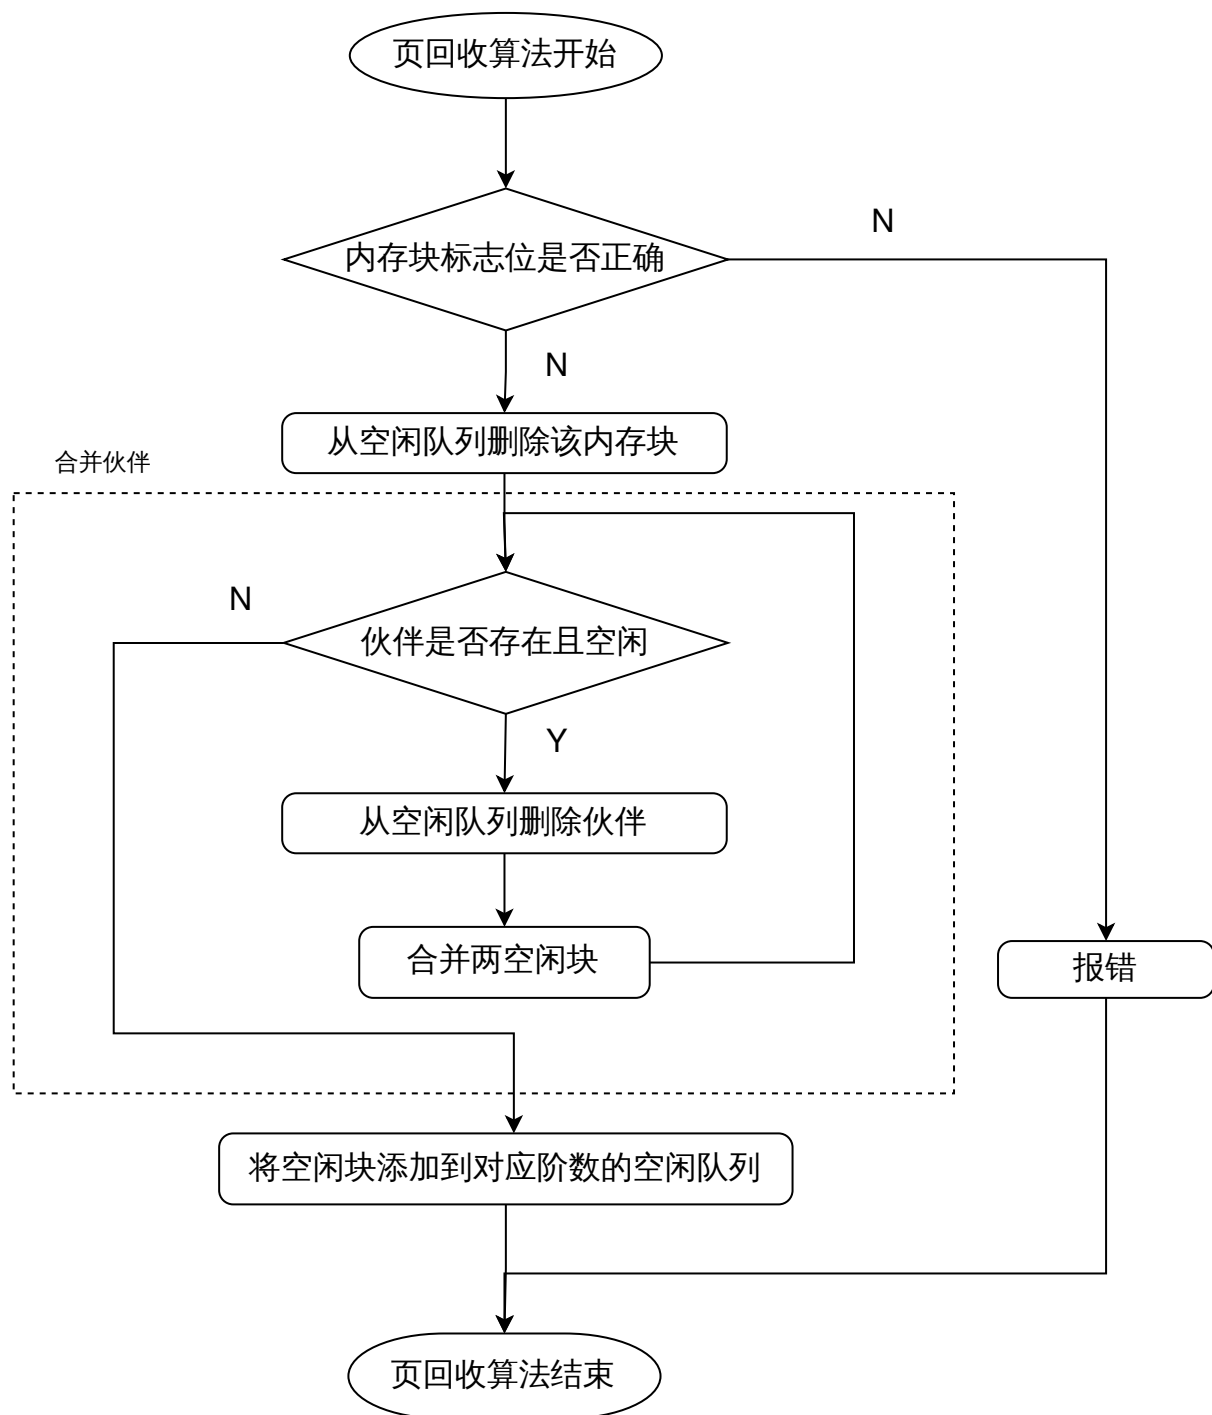 页回收算法开始
内存块标志位是否正确
N
N
从空闲队列删除该内存块
合并伙伴
N
伙伴是否存在且空闲
Y
从空闲队列删除伙伴
合并两空闲块
报错
将空闲块添加到对应阶数的空闲队列
页回收算法结束